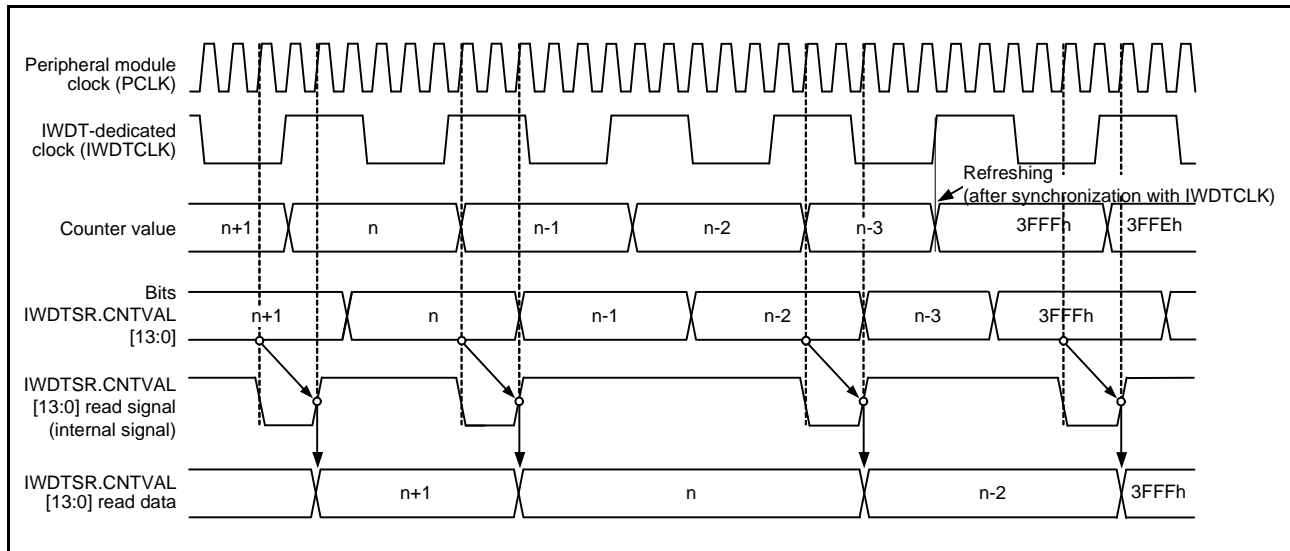 Peripheral module
clock (PCLK)
IWDT-dedicated
clock (IWDTCLK)
Refreshing
(after synchronization with IWDTCLK)
Counter value
n+1
n
n-1
n-2
n-3
3FFFh
3FFEh
Bits
IWDTSR.CNTVAL
[13:0]
n+1
n
n-1
n-2
n-3
3FFFh
IWDTSR.CNTVAL
[13:0] read signal
(internal signal)
IWDTSR.CNTVAL
[13:0] read data
n+1
n
n-2
3FFFh